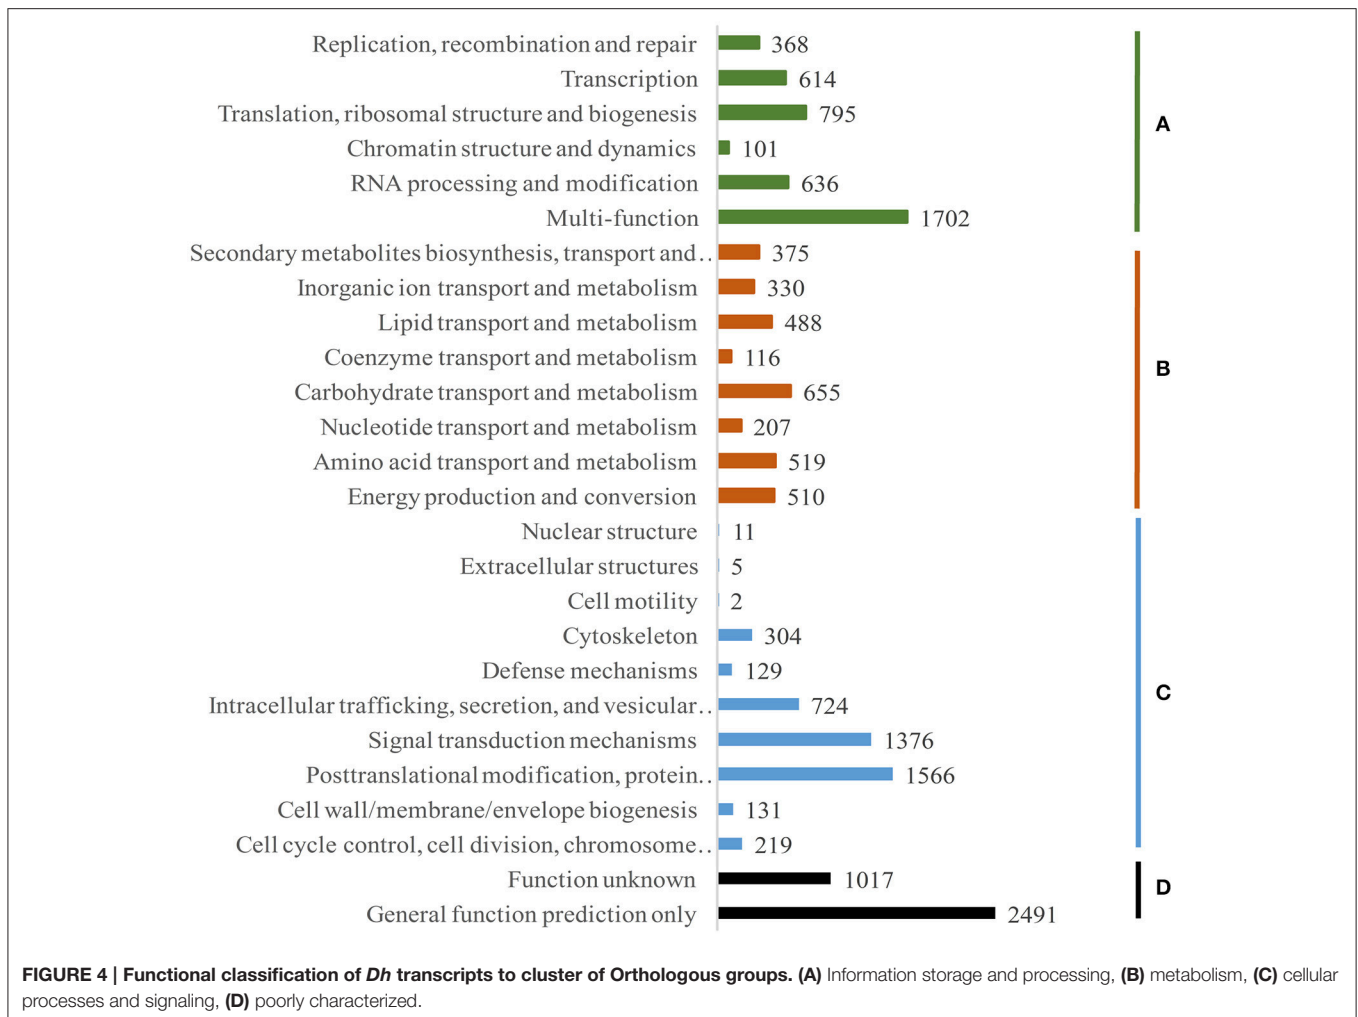 Replication, recombination and repair 368
Transcription 614
Translation, ribosomal structure and biogenesis 795
A
Chromatin structure and dynamics 101
RNA processing and modification 636
Multi-function 1702
Secondary metabolites biosynthesis, transport and.. 375
Inorganic ion transport and metabolism 330
Lipid transport and metabolism 488
Coenzyme transport and metabolism 116
B
Carbohydrate transport and metabolism 655
Nucleotide transport and metabolism 207
Amino acid transport and metabolism 519
Energy production and conversion 510
Nuclear structure 11
Extracellular structures 5
Cell motility 2
Cytoskeleton 304
Defense mechanisms 129
C
Intracellular trafficking, secretion, and vesicular.. 724
Signal transduction mechanisms 1376
Posttranslational modification, protein.. 1566
Cell wall/membrane/envelope biogenesis 131
Cell cycle control, cell division, chromosome.. 219
Function unknown 1017
D
General function prediction only 2491
FIGURE 4 | Functional classification of Dh transcripts to cluster of Orthologous groups. (A) Information storage and processing, (B) metabolism, (C) cellular
processes and signaling, (D) poorly characterized.